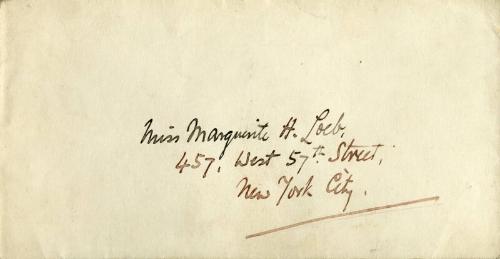 Miss Marguerite H. Loeb,
457, West 57th Street,
New York City.